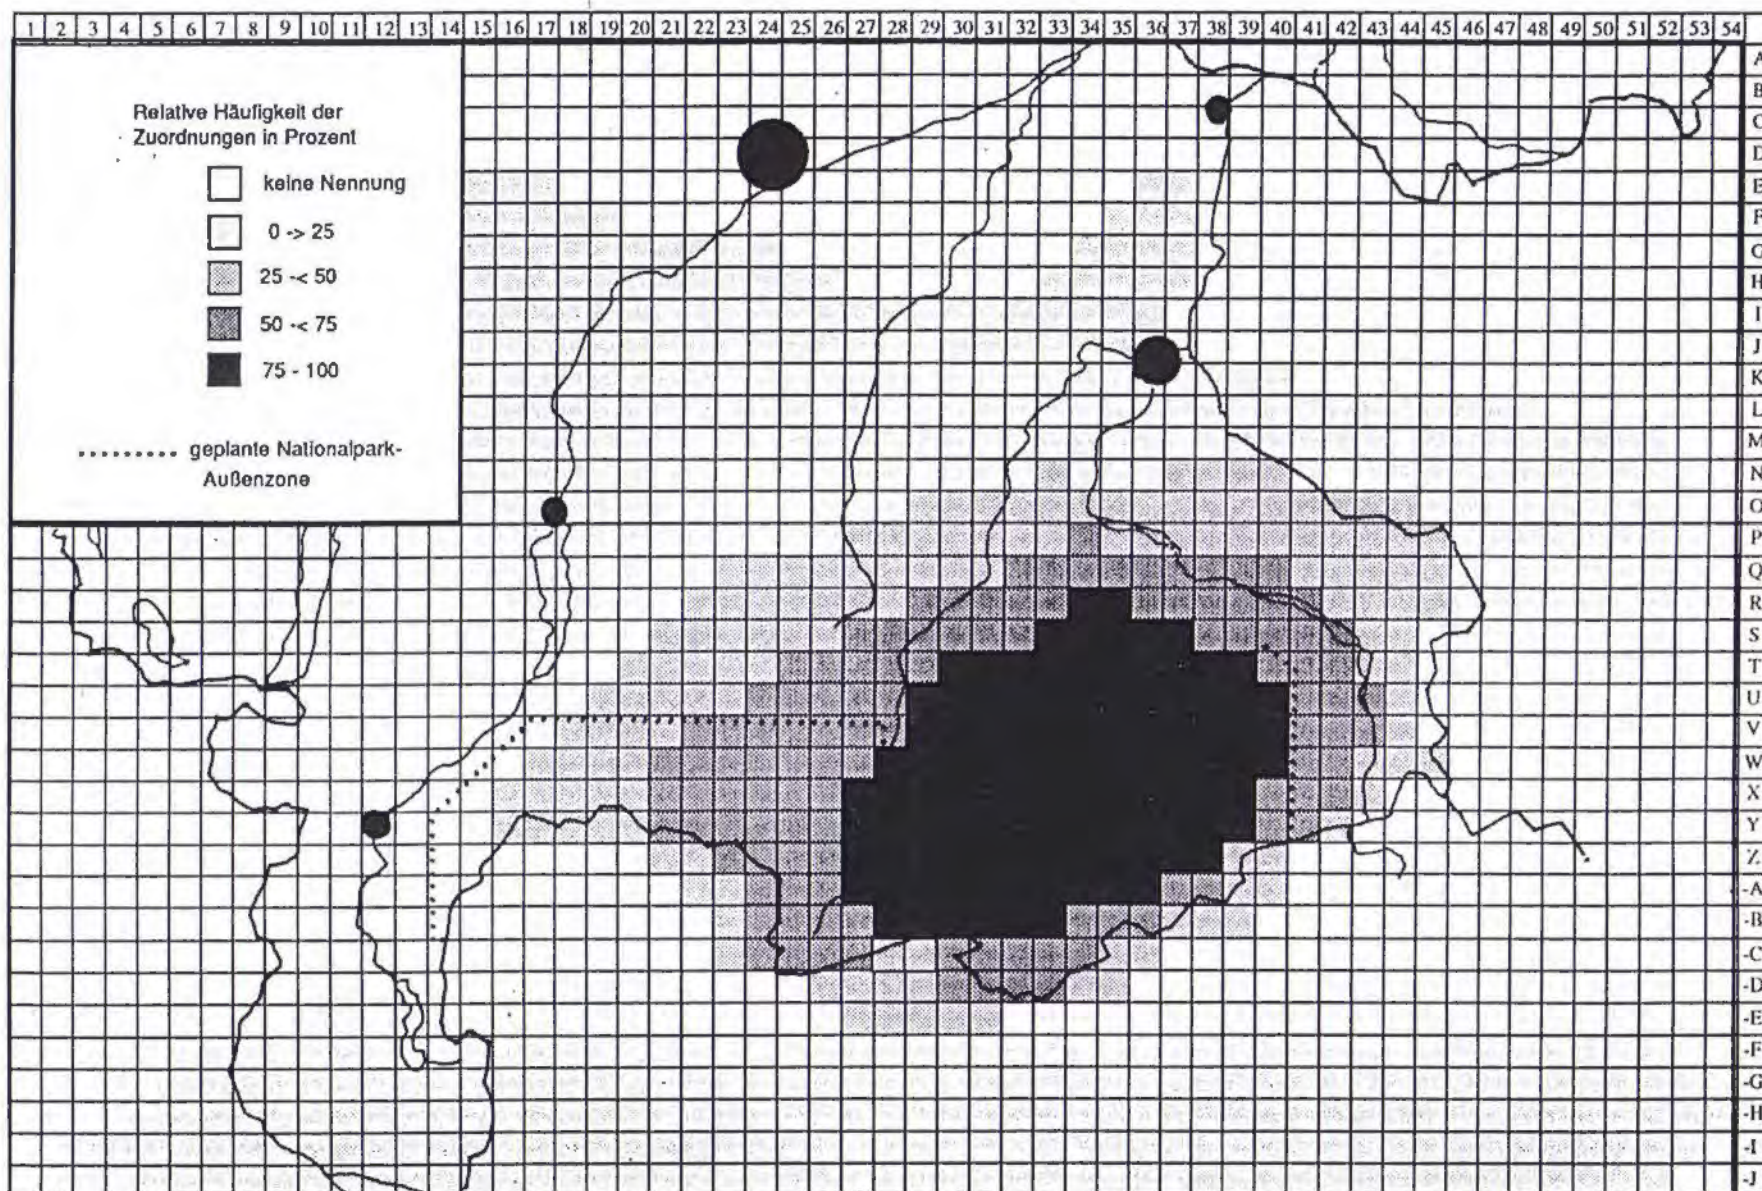 1 2 3 4 5 6 7 8 9 10 11 12 13 14 15 16 17 18 19 20 21 22 23 24 25 26 27 28 29 30 31 32 33 34 35 36 37 38 39 40 41 42 43 44 45 46 47 48 49 50 51 52 53 54
Relative Häufigkeit der
Zuordnungen in Prozent
keine Nennung
0 -> 25
25 -< 50
50 -< 75
75 - 100
geplante Nationalpark-
Außenzone
A
B
C
D
E
F
G
H
I
J
K
L
M
N
O
P
Q
R
S
T
U
V
W
X
Y
Z
-A
-B
-C
-D
-E
-F
-G
-H
-I
-J